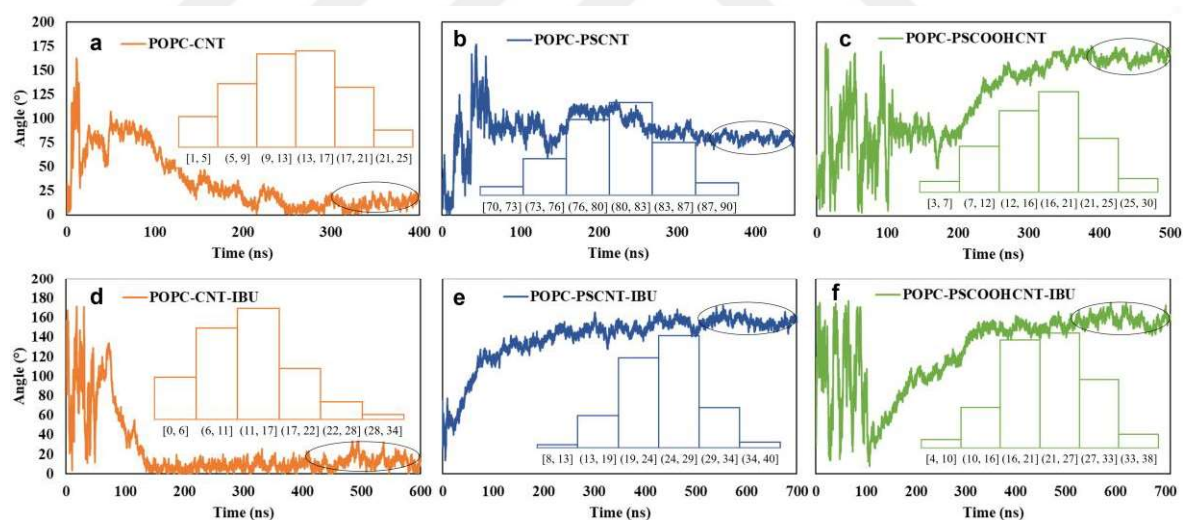 a POPC-CNT
Angle (°)
200
175
150
125
100
75
50
25
0
[1, 5] (5, 9] (9, 13] (13, 17] (17, 21] (21, 25]
0 100 200 300 400
Time (ns)
b POPC-PSCNT
[70, 73] (73, 76] (76, 80] (80, 83] (83, 87] (87, 90]
0 100 200 300 400
Time (ns)
c POPC-PSCOOHCNT
[3, 7] (7, 12] (12, 16] (16, 21] (21, 25] (25, 30]
0 100 200 300 400 500
Time (ns)
d POPC-CNT-IBU
Angle (°)
200
180
160
140
120
100
80
60
40
20
0
[0, 6] (6, 11] (11, 17] (17, 22] (22, 28] (28, 34]
0 100 200 300 400 500 600
Time (ns)
e POPC-PSCNT-IBU
[8, 13] (13, 19] (19, 24] (24, 29] (29, 34] (34, 40]
0 100 200 300 400 500 600 700
Time (ns)
f POPC-PSCOOHCNT-IBU
[4, 10] (10, 16] (16, 21] (21, 27] (27, 33] (33, 38]
0 100 200 300 400 500 600 700
Time (ns)